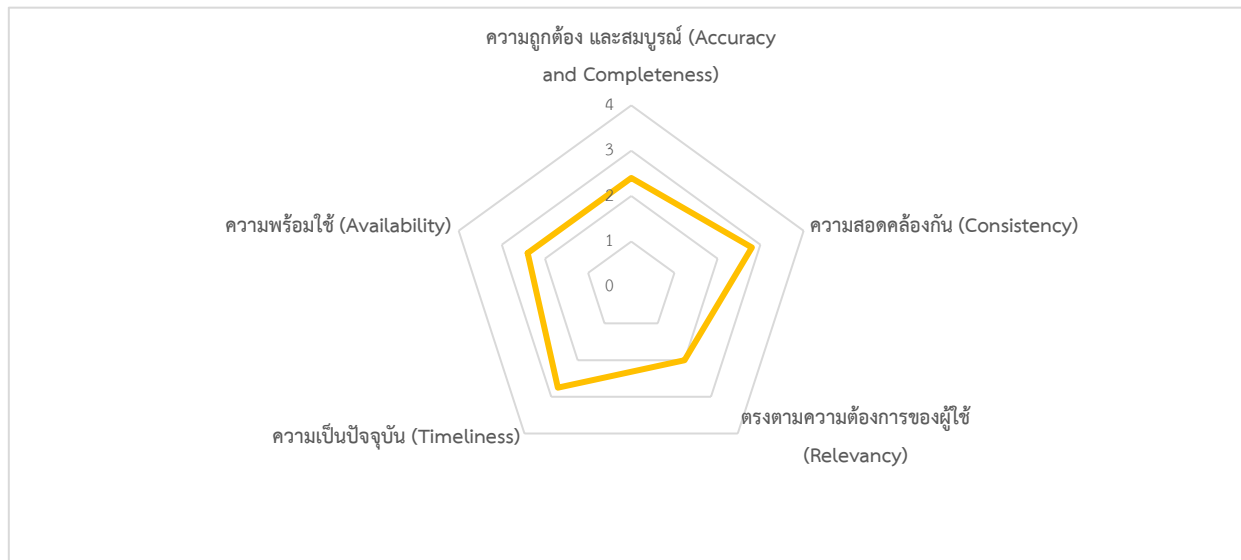 ความถูกต้อง และสมบูรณ์ (Accuracy
and Completeness)
4
3
2
1
0
ความพร้อมใช้ (Availability)
ความสอดคล้องกัน (Consistency)
ความเป็นปัจจุบัน (Timeliness)
ตรงตามความต้องการของผู้ใช้
(Relevancy)